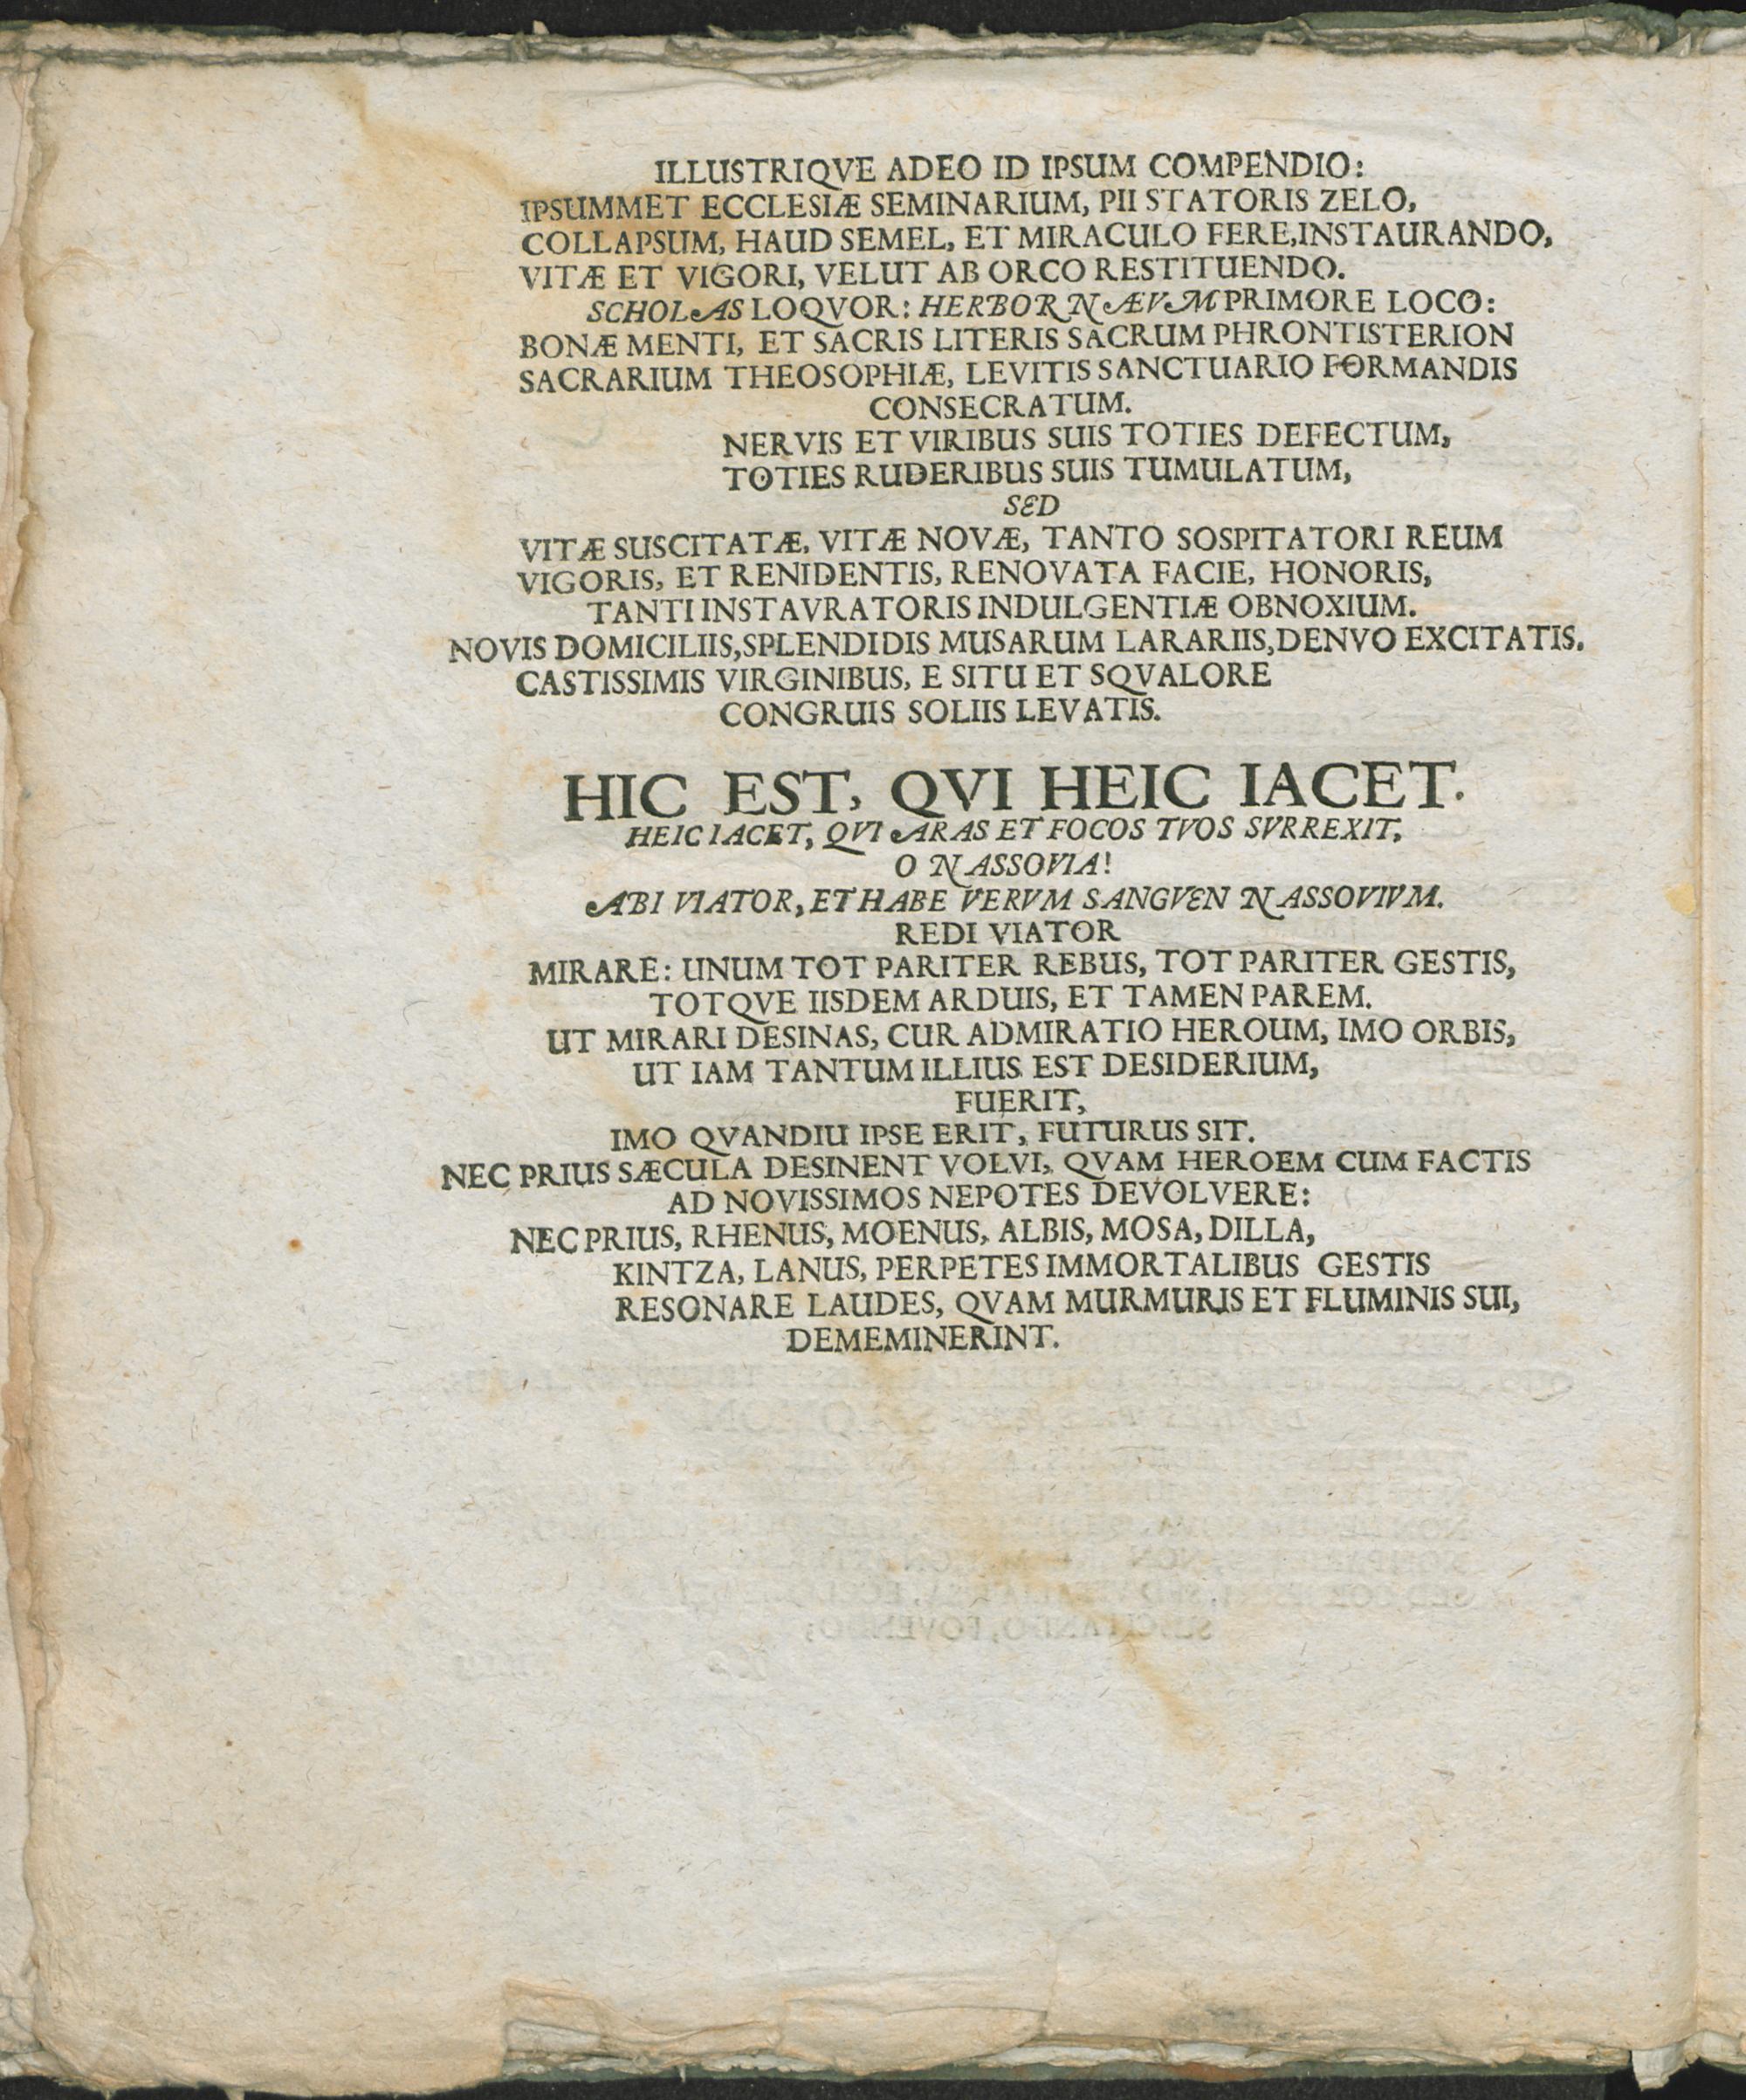 ILLUSTRIQVE ADEO ID IPSUM COMPENDIO:
IPSUMMET ECCLESIÆ SEMINARIUM, PII STATORIS ZELO,
COLLAPSUM, HAUD SEMEL, ET MIRACULO FERE,INSTAURANDO,
VITÆ ET VIGORI, VELUT AB ORCO RESTITUENDO.
SCHOLAS LOQVOR: HERBORNÆVM PRIMORE LOCO:
BONÆ MENTI, ET SACRIS LITERIS SACRUM PHRONTISTERION
SACRARIUM THEOSOPHIÆ, LEVITIS SANCTUARIO FORMANDIS
CONSECRATUM.
NERVIS ET VIRIBUS SUIS TOTIES DEFECTUM,
TOTIES RUDERIBUS SUIS TUMULATUM,
SED
VITÆ SUSCITATÆ, VITÆ NOVÆ, TANTO SOSPITATORI REUM
VIGORIS, ET RENIDENTIS, RENOVATA FACIE, HONORIS,
TANTI INSTAVRATORIS INDULGENTIÆ OBNOXIUM.
NOVIS DOMICILIIS,SPLENDIDIS MUSARUM LARARIIS,DENVO EXCITATIS.
CASTISSIMIS VIRGINIBUS, E SITU ET SQVALORE
CONGRUIS SOLIIS LEVATIS.
HIC EST, QVI HEIC IACET.
HEIC IACET, QVI ARAS ET FOCOS TVOS SVRREXIT,
O NASSOVIA!
ABI VIATOR, ET HABE VERVM SANGVEN NASSOVIVM.
REDI VIATOR
MIRARE: UNUM TOT PARITER REBUS, TOT PARITER GESTIS,
TOTQVE IISDEM ARDUIS, ET TAMEN PAREM.
UT MIRARI DESINAS, CUR ADMIRATIO HEROUM, IMO ORBIS,
UT IAM TANTUM ILLIUS EST DESIDERIUM,
FUERIT,
IMO QVANDIU IPSE ERIT, FUTURUS SIT.
NEC PRIUS SÆCULA DESINENT VOLVI, QVAM HEROEM CUM FACTIS
AD NOVISSIMOS NEPOTES DEVOLVERE:
NEC PRIUS, RHENUS, MOENUS, ALBIS, MOSA, DILLA,
KINTZA, LANUS, PERPETES IMMORTALIBUS GESTIS
RESONARE LAUDES, QVAM MURMURIS ET FLUMINIS SUI,
DEMEMINERINT.